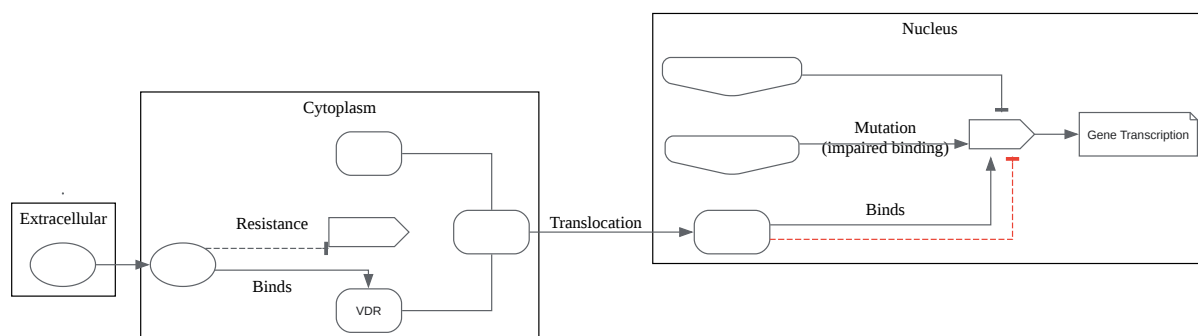 Nucleus
Cytoplasm
Mutation
(impaired binding)
Gene Transcription
Extracellular
Resistance
Translocation
Binds
Binds
VDR